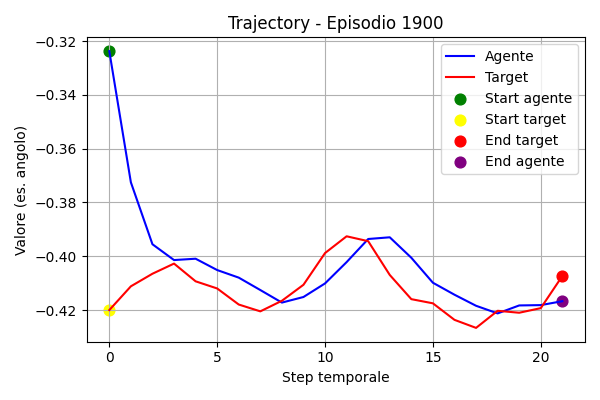 Trajectory - Episodio 1900
Valore (es. angolo)
−0.32
−0.34
−0.36
−0.38
−0.40
−0.42
Agente
Target
Start agente
Start target
End target
End agente
0 5 10 15 20
Step temporale